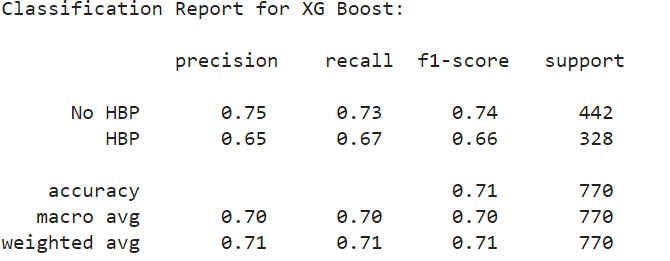 Classification Report for XG Boost:
precision recall f1-score support
No HBP 0.75 0.73 0.74 442
HBP 0.65 0.67 0.66 328
accuracy 0.71 770
macro avg 0.70 0.70 0.70 770
weighted avg 0.71 0.71 0.71 770